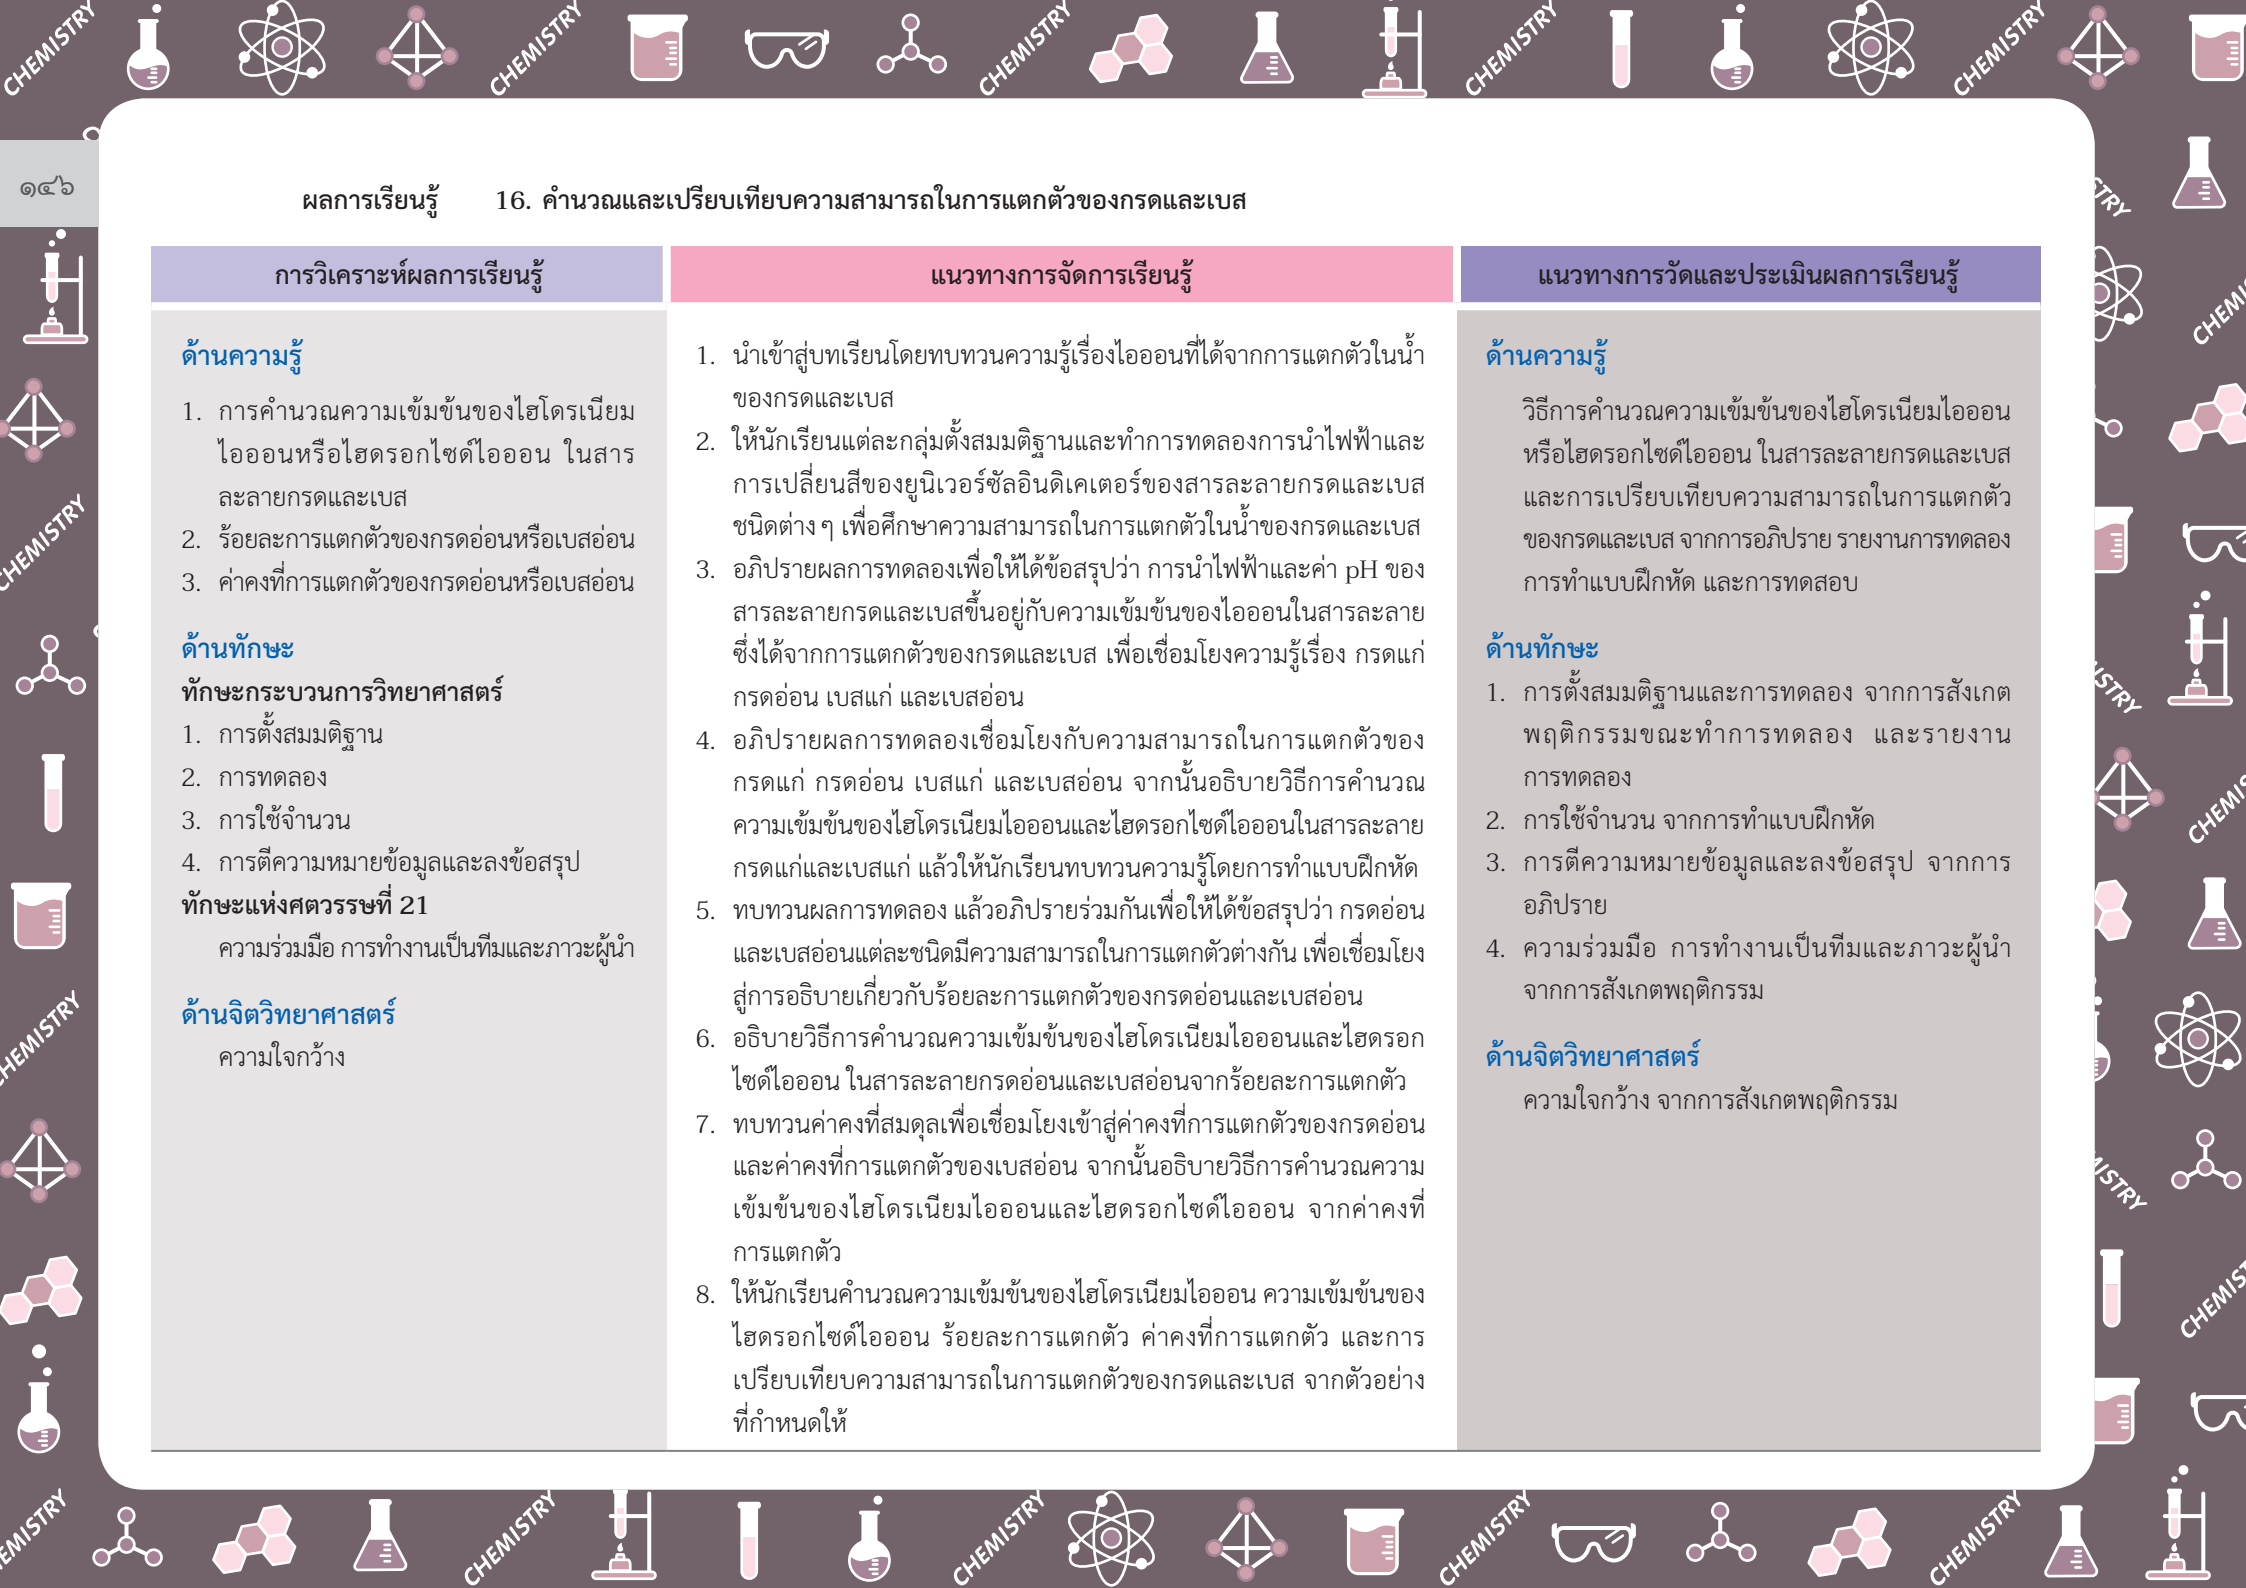 ๑๔๖
ผลการเรียนรู้ 16. คำนวณและเปรียบเทียบความสามารถในการแตกตัวของกรดและเบส
การวิเคราะห์ผลการเรียนรู้
ด้านความรู้
1. การคำนวณความเข้มข้นของไฮโดรเนียม
ไอออนหรือไฮดรอกไซด์ไอออน ในสาร
ละลายกรดและเบส
2. ร้อยละการแตกตัวของกรดอ่อนหรือเบสอ่อน
3. ค่าคงที่การแตกตัวของกรดอ่อนหรือเบสอ่อน
ด้านทักษะ
ทักษะกระบวนการวิทยาศาสตร์
1. การตั้งสมมติฐาน
2. การทดลอง
3. การใช้จำนวน
4. การตีความหมายข้อมูลและลงข้อสรุป
ทักษะแห่งศตวรรษที่ 21
ความร่วมมือ การทำงานเป็นทีมและภาวะผู้นำ
ด้านจิตวิทยาศาสตร์
ความใจกว้าง
แนวทางการจัดการเรียนรู้
1. นำเข้าสู่บทเรียนโดยทบทวนความรู้เรื่องไอออนที่ได้จากการแตกตัวในน้ำ
ของกรดและเบส
2. ให้นักเรียนแต่ละกลุ่มตั้งสมมติฐานและทำการทดลองการนำไฟฟ้าและ
การเปลี่ยนสีของยูนิเวอร์ซัลอินดิเคเตอร์ของสารละลายกรดและเบส
ชนิดต่าง ๆ เพื่อศึกษาความสามารถในการแตกตัวในน้ำของกรดและเบส
3. อภิปรายผลการทดลองเพื่อให้ได้ข้อสรุปว่า การนำไฟฟ้าและค่า pH ของ
สารละลายกรดและเบสขึ้นอยู่กับความเข้มข้นของไอออนในสารละลาย
ซึ่งได้จากการแตกตัวของกรดและเบส เพื่อเชื่อมโยงความรู้เรื่อง กรดแก่
กรดอ่อน เบสแก่ และเบสอ่อน
4. อภิปรายผลการทดลองเชื่อมโยงกับความสามารถในการแตกตัวของ
กรดแก่ กรดอ่อน เบสแก่ และเบสอ่อน จากนั้นอธิบายวิธีการคำนวณ
ความเข้มข้นของไฮโดรเนียมไอออนและไฮดรอกไซด์ไอออนในสารละลาย
กรดแก่และเบสแก่ แล้วให้นักเรียนทบทวนความรู้โดยการทำแบบฝึกหัด
5. ทบทวนผลการทดลอง แล้วอภิปรายร่วมกันเพื่อให้ได้ข้อสรุปว่า กรดอ่อน
และเบสอ่อนแต่ละชนิดมีความสามารถในการแตกตัวต่างกัน เพื่อเชื่อมโยง
สู่การอธิบายเกี่ยวกับร้อยละการแตกตัวของกรดอ่อนและเบสอ่อน
6. อธิบายวิธีการคำนวณความเข้มข้นของไฮโดรเนียมไอออนและไฮดรอก
ไซด์ไอออน ในสารละลายกรดอ่อนและเบสอ่อนจากร้อยละการแตกตัว
7. ทบทวนค่าคงที่สมดุลเพื่อเชื่อมโยงเข้าสู่ค่าคงที่การแตกตัวของกรดอ่อน
และค่าคงที่การแตกตัวของเบสอ่อน จากนั้นอธิบายวิธีการคำนวณความ
เข้มข้นของไฮโดรเนียมไอออนและไฮดรอกไซด์ไอออน จากค่าคงที่
การแตกตัว
8. ให้นักเรียนคำนวณความเข้มข้นของไฮโดรเนียมไอออน ความเข้มข้นของ
ไฮดรอกไซด์ไอออน ร้อยละการแตกตัว ค่าคงที่การแตกตัว และการ
เปรียบเทียบความสามารถในการแตกตัวของกรดและเบส จากตัวอย่าง
ที่กำหนดให้
แนวทางการวัดและประเมินผลการเรียนรู้
ด้านความรู้
วิธีการคำนวณความเข้มข้นของไฮโดรเนียมไอออน
หรือไฮดรอกไซด์ไอออน ในสารละลายกรดและเบส
และการเปรียบเทียบความสามารถในการแตกตัว
ของกรดและเบส จากการอภิปราย รายงานการทดลอง
การทำแบบฝึกหัด และการทดสอบ
ด้านทักษะ
1. การตั้งสมมติฐานและการทดลอง จากการสังเกต
พฤติกรรมขณะทำการทดลอง และรายงาน
การทดลอง
2. การใช้จำนวน จากการทำแบบฝึกหัด
3. การตีความหมายข้อมูลและลงข้อสรุป จากการ
อภิปราย
4. ความร่วมมือ การทำงานเป็นทีมและภาวะผู้นำ
จากการสังเกตพฤติกรรม
ด้านจิตวิทยาศาสตร์
ความใจกว้าง จากการสังเกตพฤติกรรม
CHEMISTRY
CHEMISTRY
CHEMISTRY
CHEMISTRY
CHEMISTRY
CHEMISTRY
CHEMISTRY
CHEMISTRY
CHEMISTRY